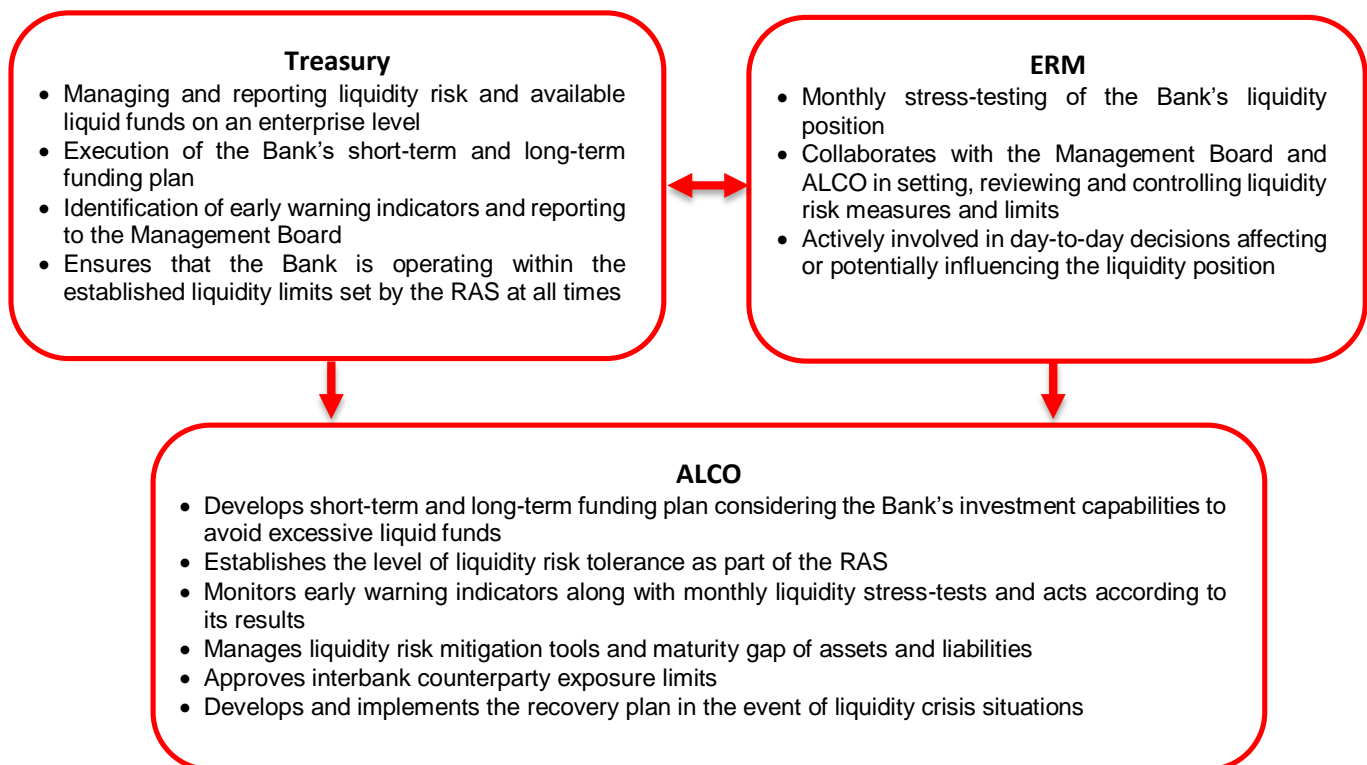 Treasury
• Managing and reporting liquidity risk and available
liquid funds on an enterprise level
• Execution of the Bank's short-term and long-term
funding plan
• Identification of early warning indicators and reporting
to the Management Board
• Ensures that the Bank is operating within the
established liquidity limits set by the RAS at all times
ERM
• Monthly stress-testing of the Bank's liquidity
position
• Collaborates with the Management Board and
ALCO in setting, reviewing and controlling liquidity
risk measures and limits
• Actively involved in day-to-day decisions affecting
or potentially influencing the liquidity position
ALCO
• Develops short-term and long-term funding plan considering the Bank's investment capabilities to
avoid excessive liquid funds
• Establishes the level of liquidity risk tolerance as part of the RAS
• Monitors early warning indicators along with monthly liquidity stress-tests and acts according to
its results
• Manages liquidity risk mitigation tools and maturity gap of assets and liabilities
• Approves interbank counterparty exposure limits
• Develops and implements the recovery plan in the event of liquidity crisis situations